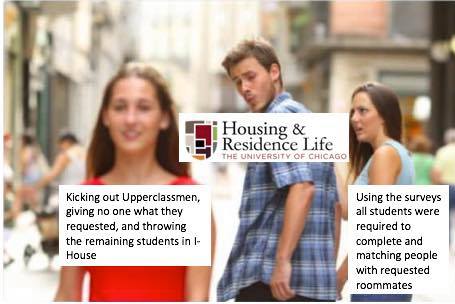 Housing &
Residence Life
THE UNIVERSITY OF CHICAGO
Kicking out Upperclassmen,
giving no one what they
requested, and throwing
the remaining students in I-
House
Using the surveys
all students were
required to
complete and
matching people
with requested
roommates